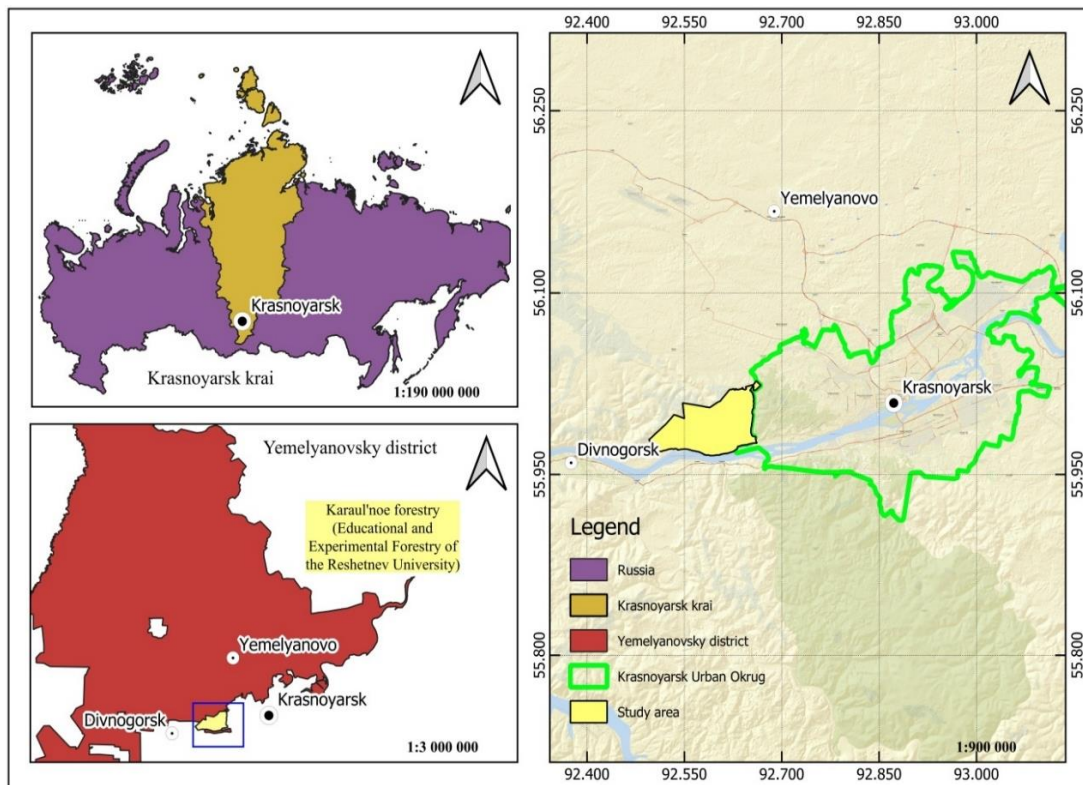 Krasnoyarsk
Krasnoyarsk krai
1:190 000 000
Yemelyanovsky district
Karaul'noe forestry
(Educational and
Experimental Forestry of
the Reshetnev University)
Yemelyanovo
Krasnoyarsk
Divnogorsk
1:3 000 000
92.400 92.550 92.700 92.850 93.000
56.250
56.100
55.950
55.800
56.250
56.100
55.950
55.800
Yemelyanovo
Krasnoyarsk
Divnogorsk
Legend
Russia
Krasnoyarsk krai
Yemelyanovsky district
Krasnoyarsk Urban Okrug
Study area
1:900 000
92.400 92.550 92.700 92.850 93.000